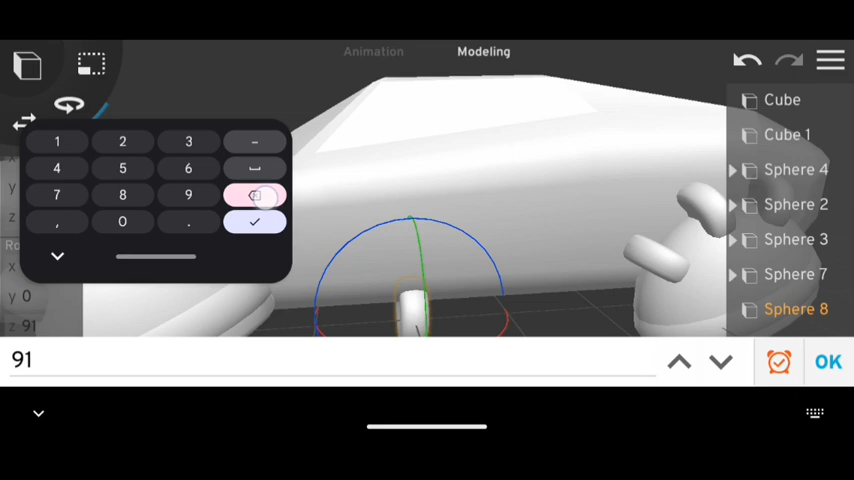 Animation Modeling
Cube
Cube 1
Sphere 4
Sphere 2
Sphere 3
Sphere 7
Sphere 8
1 2 3 -
4 5 6
7 8 9
, 0 .
x
y
z
Ro
x
y 0
z 91
91
OK